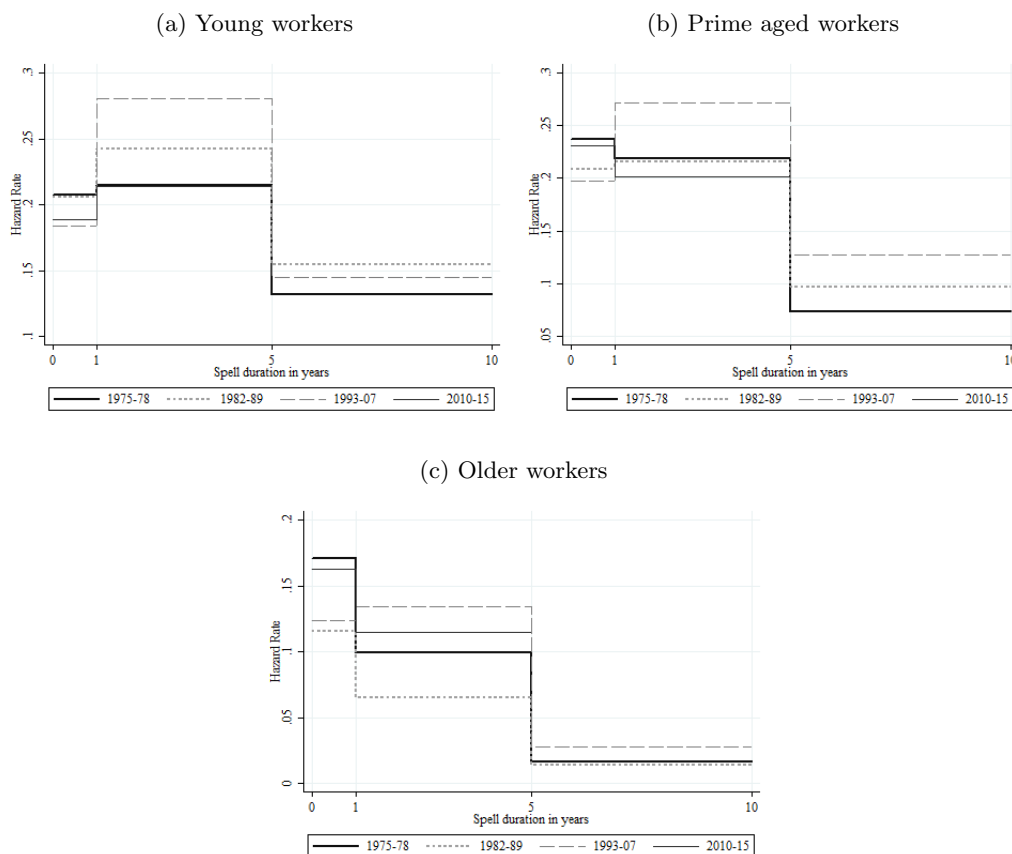 (a) Young workers
.3
.25
.2
.15
.1
Hazard Rate
0 1 5 10
Spell duration in years
1975-78 1982-89 1993-07 2010-15
(b) Prime aged workers
.3
.25
.2
.15
.1
.05
Hazard Rate
0 1 5 10
Spell duration in years
1975-78 1982-89 1993-07 2010-15
(c) Older workers
.2
.15
.1
.05
0
Hazard Rate
0 1 5 10
Spell duration in years
1975-78 1982-89 1993-07 2010-15